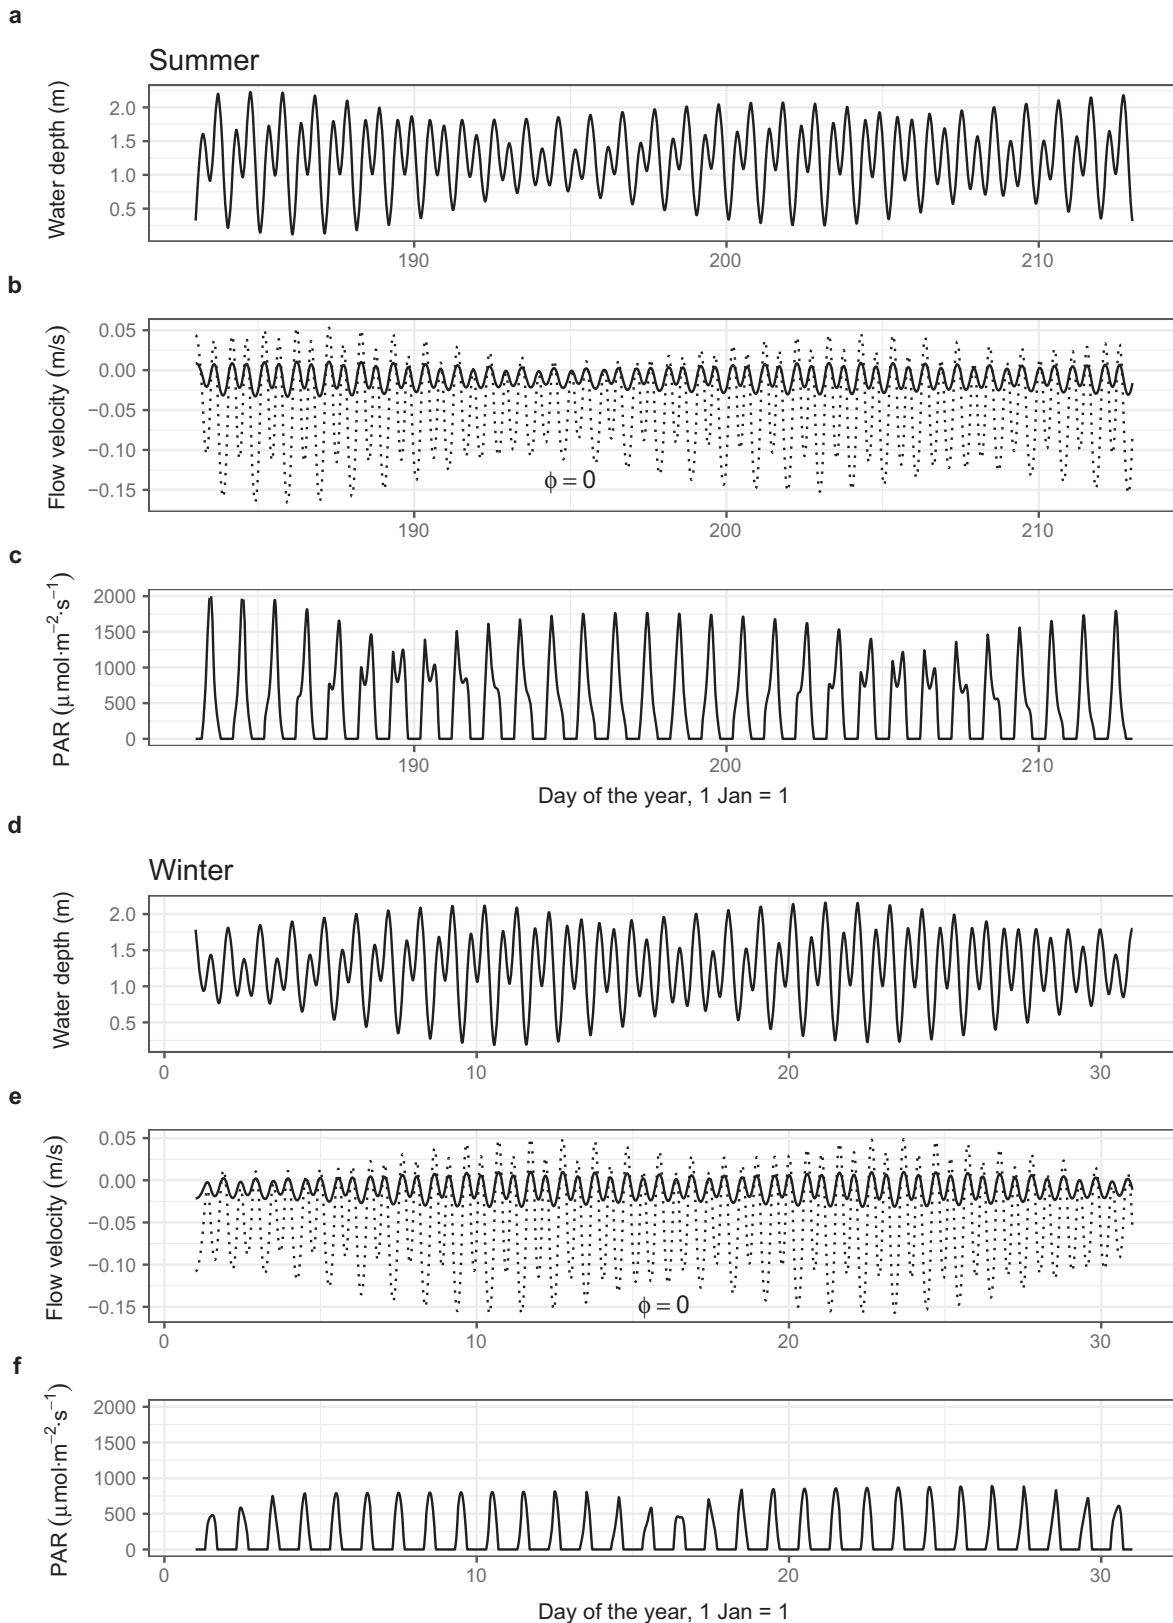 a
Summer
Water depth (m)
2.0
1.5
1.0
0.5
190
200
210
b
Flow velocity (m/s)
0.05
0.00
−0.05
−0.10
−0.15
ϕ = 0
190
200
210
c
PAR (μmol·m−2·s−1)
2000
1500
1000
500
0
190
200
210
Day of the year, 1 Jan = 1
d
Winter
Water depth (m)
2.0
1.5
1.0
0.5
0
10
20
30
e
Flow velocity (m/s)
0.05
0.00
−0.05
−0.10
−0.15
ϕ = 0
0
10
20
30
f
PAR (μmol·m−2·s−1)
2000
1500
1000
500
0
0
10
20
30
Day of the year, 1 Jan = 1